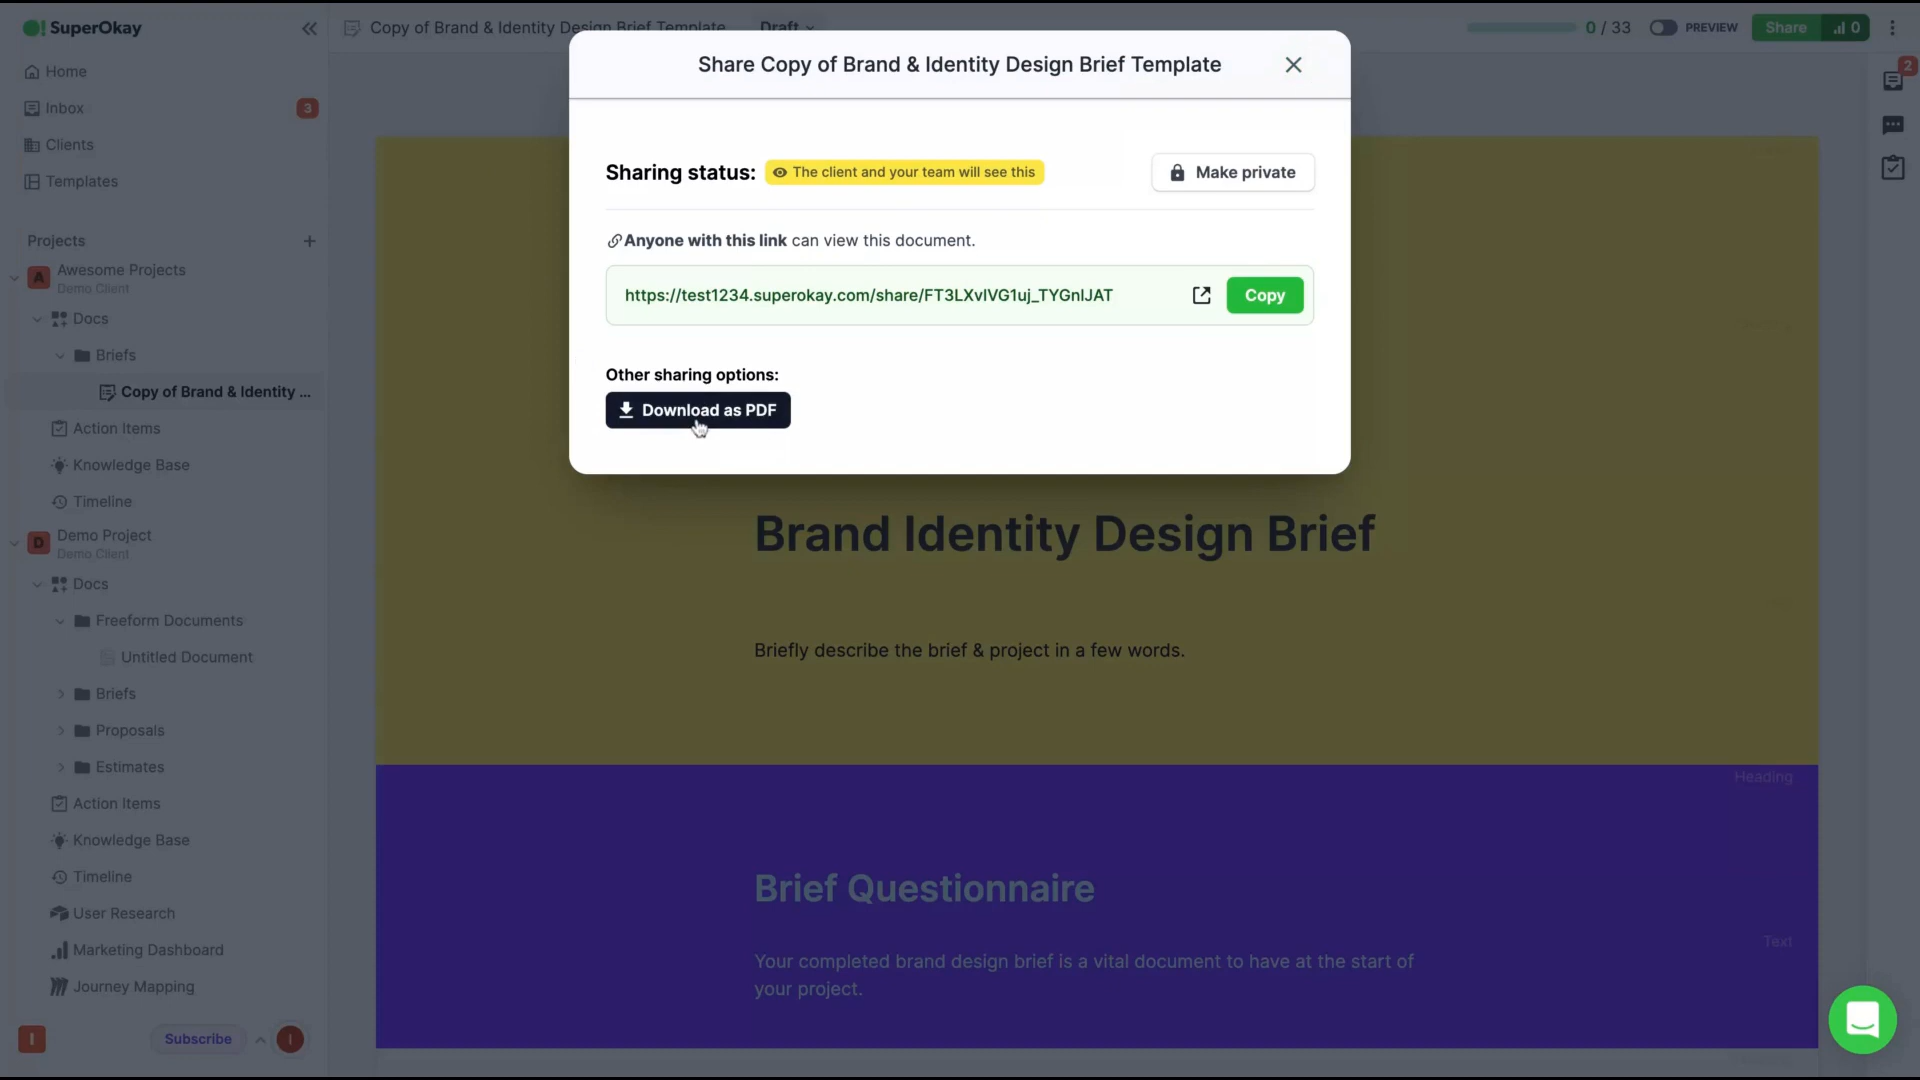 SuperOkay
Copy of Brand & Identity Design Brief Template
Draft
0 / 33
PREVIEW
Share
0
Home
Inbox
3
Clients
Templates
Projects
A
Awesome Projects
Demo Client
Docs
Briefs
Copy of Brand & Identity ...
Action Items
Knowledge Base
Timeline
D
Demo Project
Demo Client
Docs
Freeform Documents
Untitled Document
Briefs
Proposals
Estimates
Action Items
Knowledge Base
Timeline
User Research
Marketing Dashboard
Journey Mapping
I
Subscribe
I
Share Copy of Brand & Identity Design Brief Template
Sharing status:
The client and your team will see this
Make private
Anyone with this link can view this document.
https://test1234.superokay.com/share/FT3LXvIVG1uj_TYGnlJAT
Copy
Other sharing options:
Download as PDF
Brand Identity Design Brief
Briefly describe the brief & project in a few words.
Heading
Brief Questionnaire
Text
Your completed brand design brief is a vital document to have at the start of
your project.
2